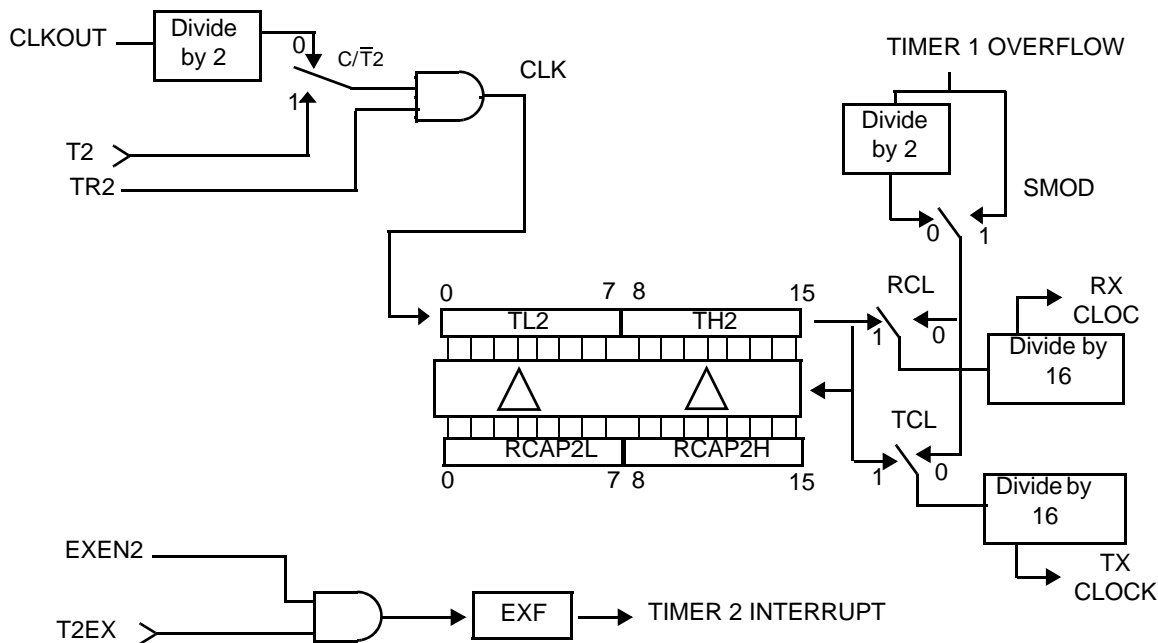 CLKOUT
Divide
by 2
0
C/T̅2
1
CLK
T2
TR2
TIMER 1 OVERFLOW
Divide
by 2
SMOD
0
1
0
7
8
15
TL2
TH2
RCL
1
0
RX
CLOC
Divide by
16
RCAP2L
RCAP2H
0
7
8
15
TCL
1
0
Divide by
16
TX
CLOCK
EXEN2
T2EX
EXF
TIMER 2 INTERRUPT